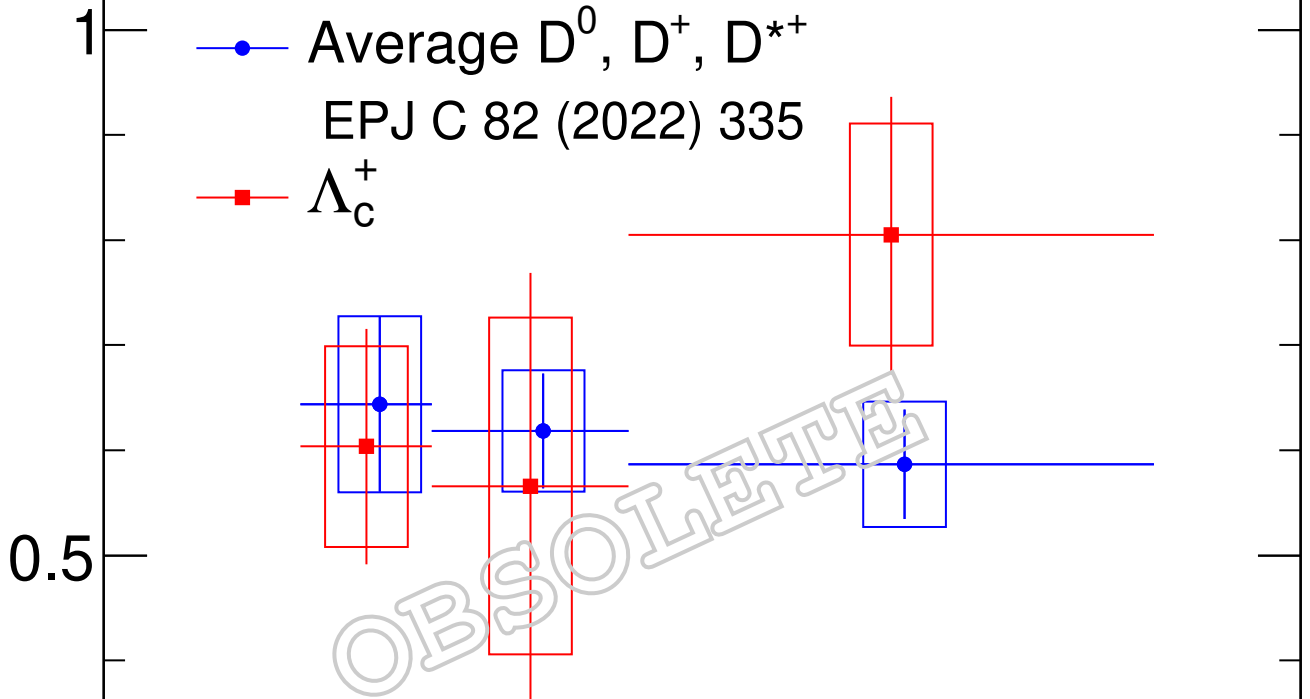 1
Average D⁰, D⁺, D*⁺
EPJ C 82 (2022) 335
Λc⁺
0.5
OBSOLETE